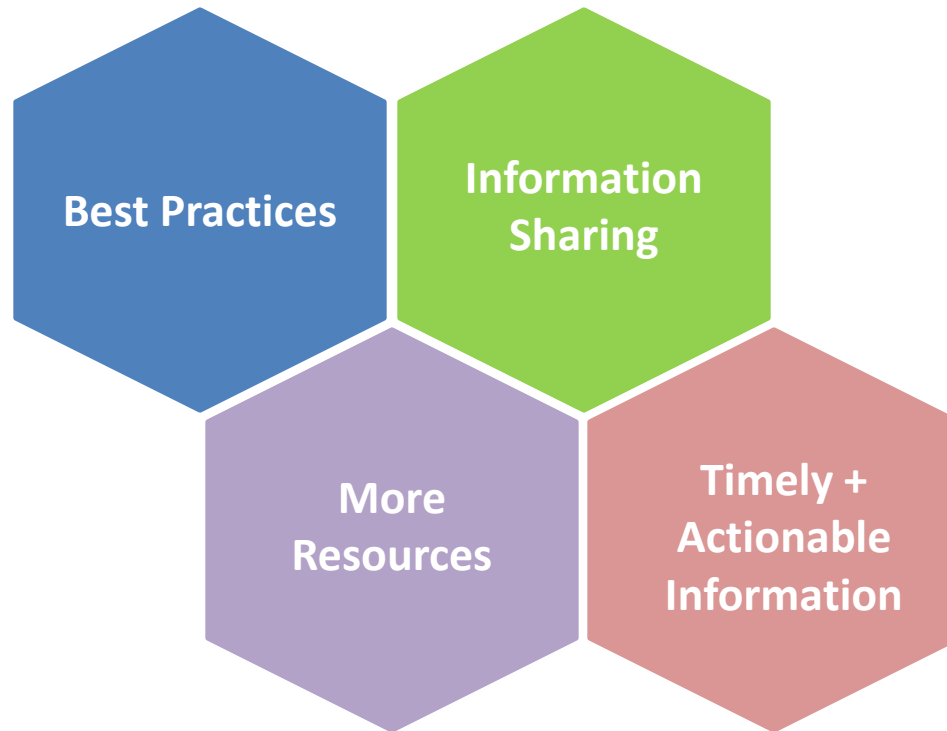 Best Practices
Information
Sharing
More
Resources
Timely +
Actionable
Information